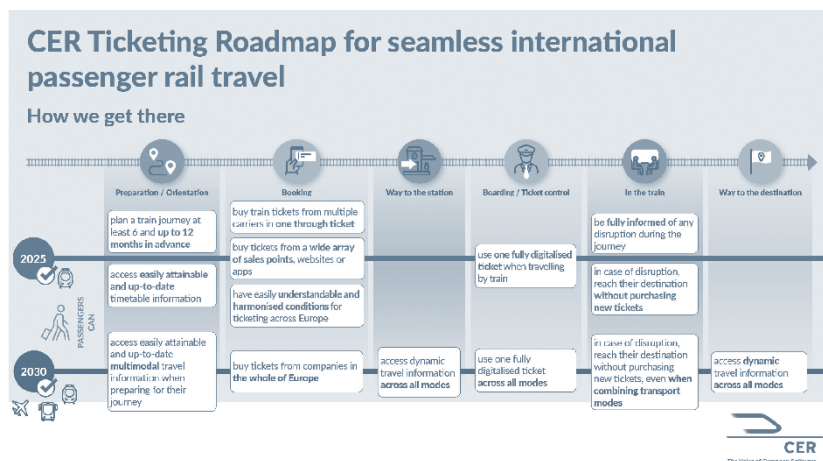 CER Ticketing Roadmap for seamless international
passenger rail travel
How we get there
Preparation / Orientation
Booking
Way to the station
Boarding / Ticket control
In the train
Way to the destination
2025
plan a train journey at
least 6 and up to 12
months in advance
access easily attainable
and up-to-date
timetable information
buy train tickets from multiple
carriers in one through ticket
buy tickets from a wide array
of sales points, websites or
apps
have easily understandable and
harmonised conditions for
ticketing across Europe
use one fully digitalised
ticket when travelling
by train
be fully informed of any
disruption during the
journey
in case of disruption,
reach their destination
without purchasing
new tickets
PASSENGERS
CAN
2030
access easily attainable
and up-to-date
multimodal travel
information when
preparing for their
journey
buy tickets from companies in
the whole of Europe
access dynamic
travel information
across all modes
use one fully
digitalised ticket
across all modes
in case of disruption,
reach their destination
without purchasing
new tickets, even when
combining transport
modes
access dynamic
travel information
across all modes
CER